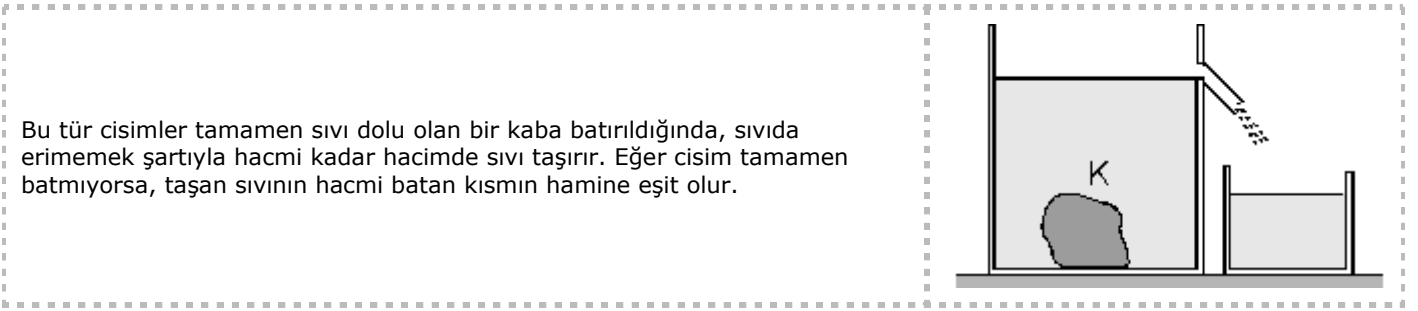 Bu tür cisimler tamamen sıvı dolu olan bir kaba batırıldığında, sıvıda
erimemek şartıyla hacmi kadar hacimde sıvı taşırır. Eğer cisim tamamen
batmıyorsa, taşan sıvının hacmi batan kısmın hamine eşit olur.
K